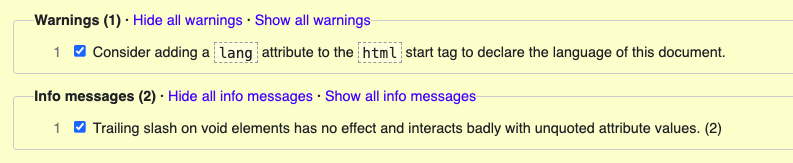 Warnings (1) · Hide all warnings · Show all warnings
1 Consider adding a lang attribute to the html start tag to declare the language of this document.
Info messages (2) · Hide all info messages · Show all info messages
1 Trailing slash on void elements has no effect and interacts badly with unquoted attribute values. (2)